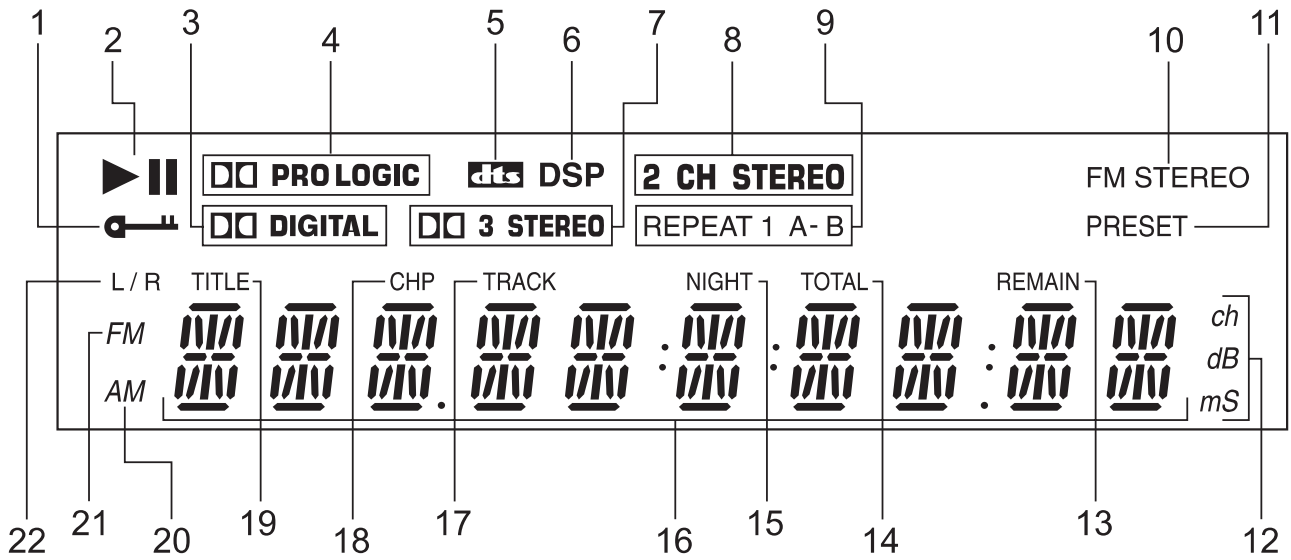 1 2 3 4 5 6 7 8 9 10 11
PRO LOGIC dts DSP 2 CH STEREO FM STEREO
DIGITAL 3 STEREO REPEAT 1 A - B PRESET
L / R TITLE CHP TRACK NIGHT TOTAL REMAIN
FM ch
dB
AM mS
22 21 20 19 18 17 16 15 14 13 12